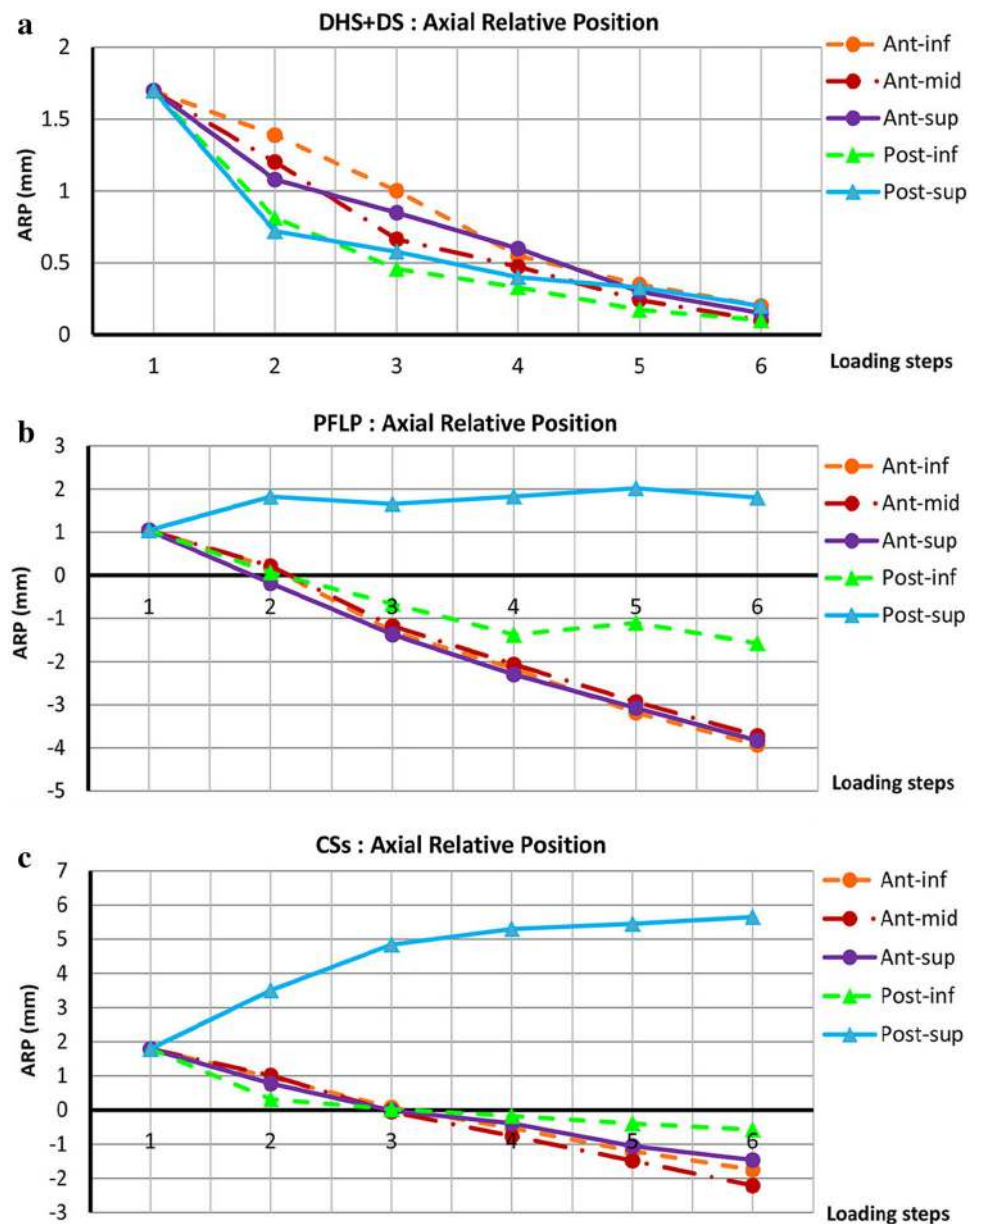 a
DHS+DS : Axial Relative Position
2
1.5
1
0.5
0
ARP (mm)
1 2 3 4 5 6
Loading steps
Ant-inf
Ant-mid
Ant-sup
Post-inf
Post-sup
b
PFLP : Axial Relative Position
3
2
1
0
-1
-2
-3
-4
-5
ARP (mm)
1 2 3 4 5 6
Loading steps
Ant-inf
Ant-mid
Ant-sup
Post-inf
Post-sup
c
CSs : Axial Relative Position
7
6
5
4
3
2
1
0
-1
-2
-3
ARP (mm)
1 2 3 4 5 6
Loading steps
Ant-inf
Ant-mid
Ant-sup
Post-inf
Post-sup